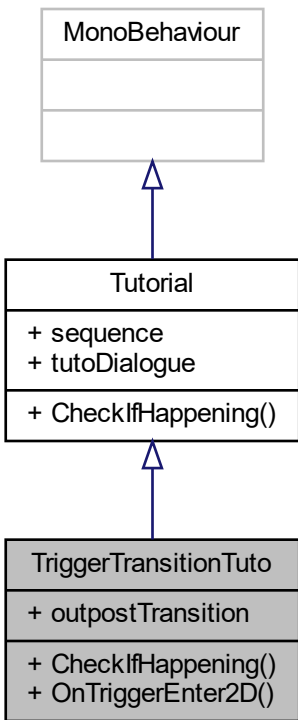 MonoBehaviour
Tutorial
+ sequence
+ tutoDialogue
+ CheckIfHappening()
TriggerTransitionTuto
+ outpostTransition
+ CheckIfHappening()
+ OnTriggerEnter2D()